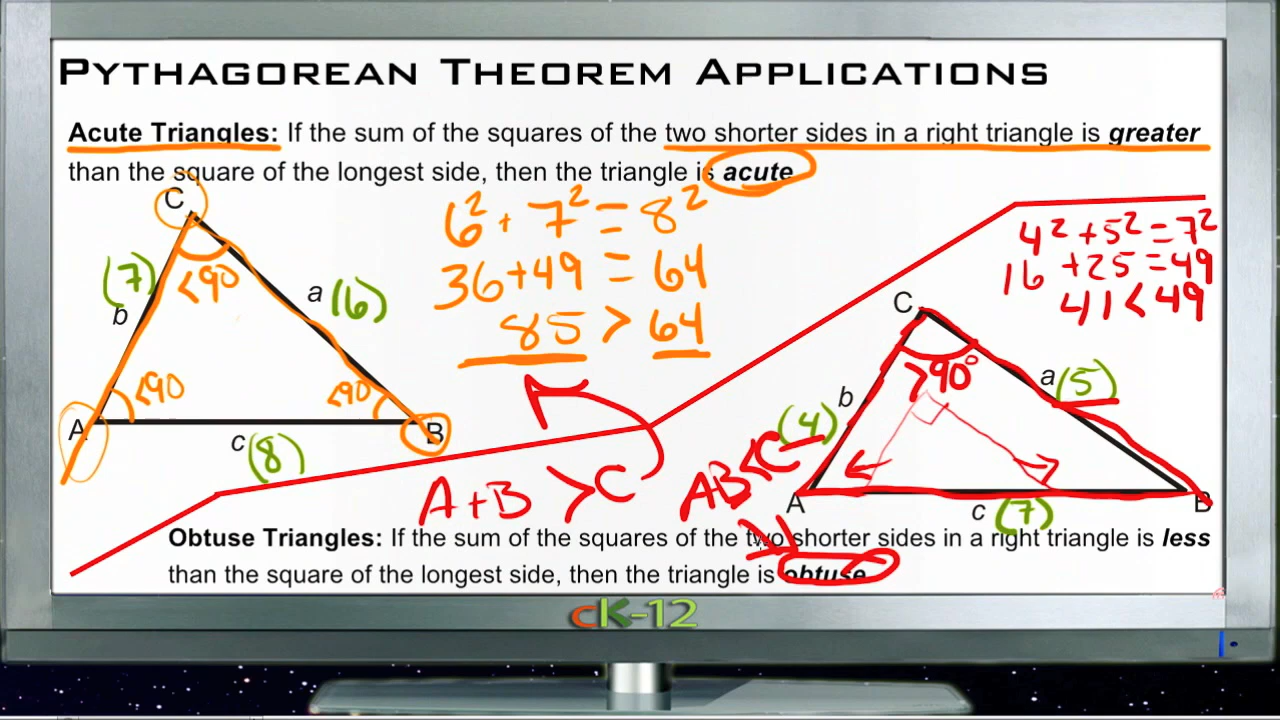 PYTHAGOREAN THEOREM APPLICATIONS
Acute Triangles: If the sum of the squares of the two shorter sides in a right triangle is greater
than the square of the longest side, then the triangle is acute
C
(7)
b
<90
a (6)
A
<90
<90
B
c (8)
6² + 7² = 8²
36+49 = 64
85 > 64
4² +5² = 7²
16 +25 = 49
41 < 49
C
>90°
b
(4)
a (5)
A
B
c (7)
A+B >C
AB<C
Obtuse Triangles: If the sum of the squares of the two shorter sides in a right triangle is less
than the square of the longest side, then the triangle is obtuse
cK-12